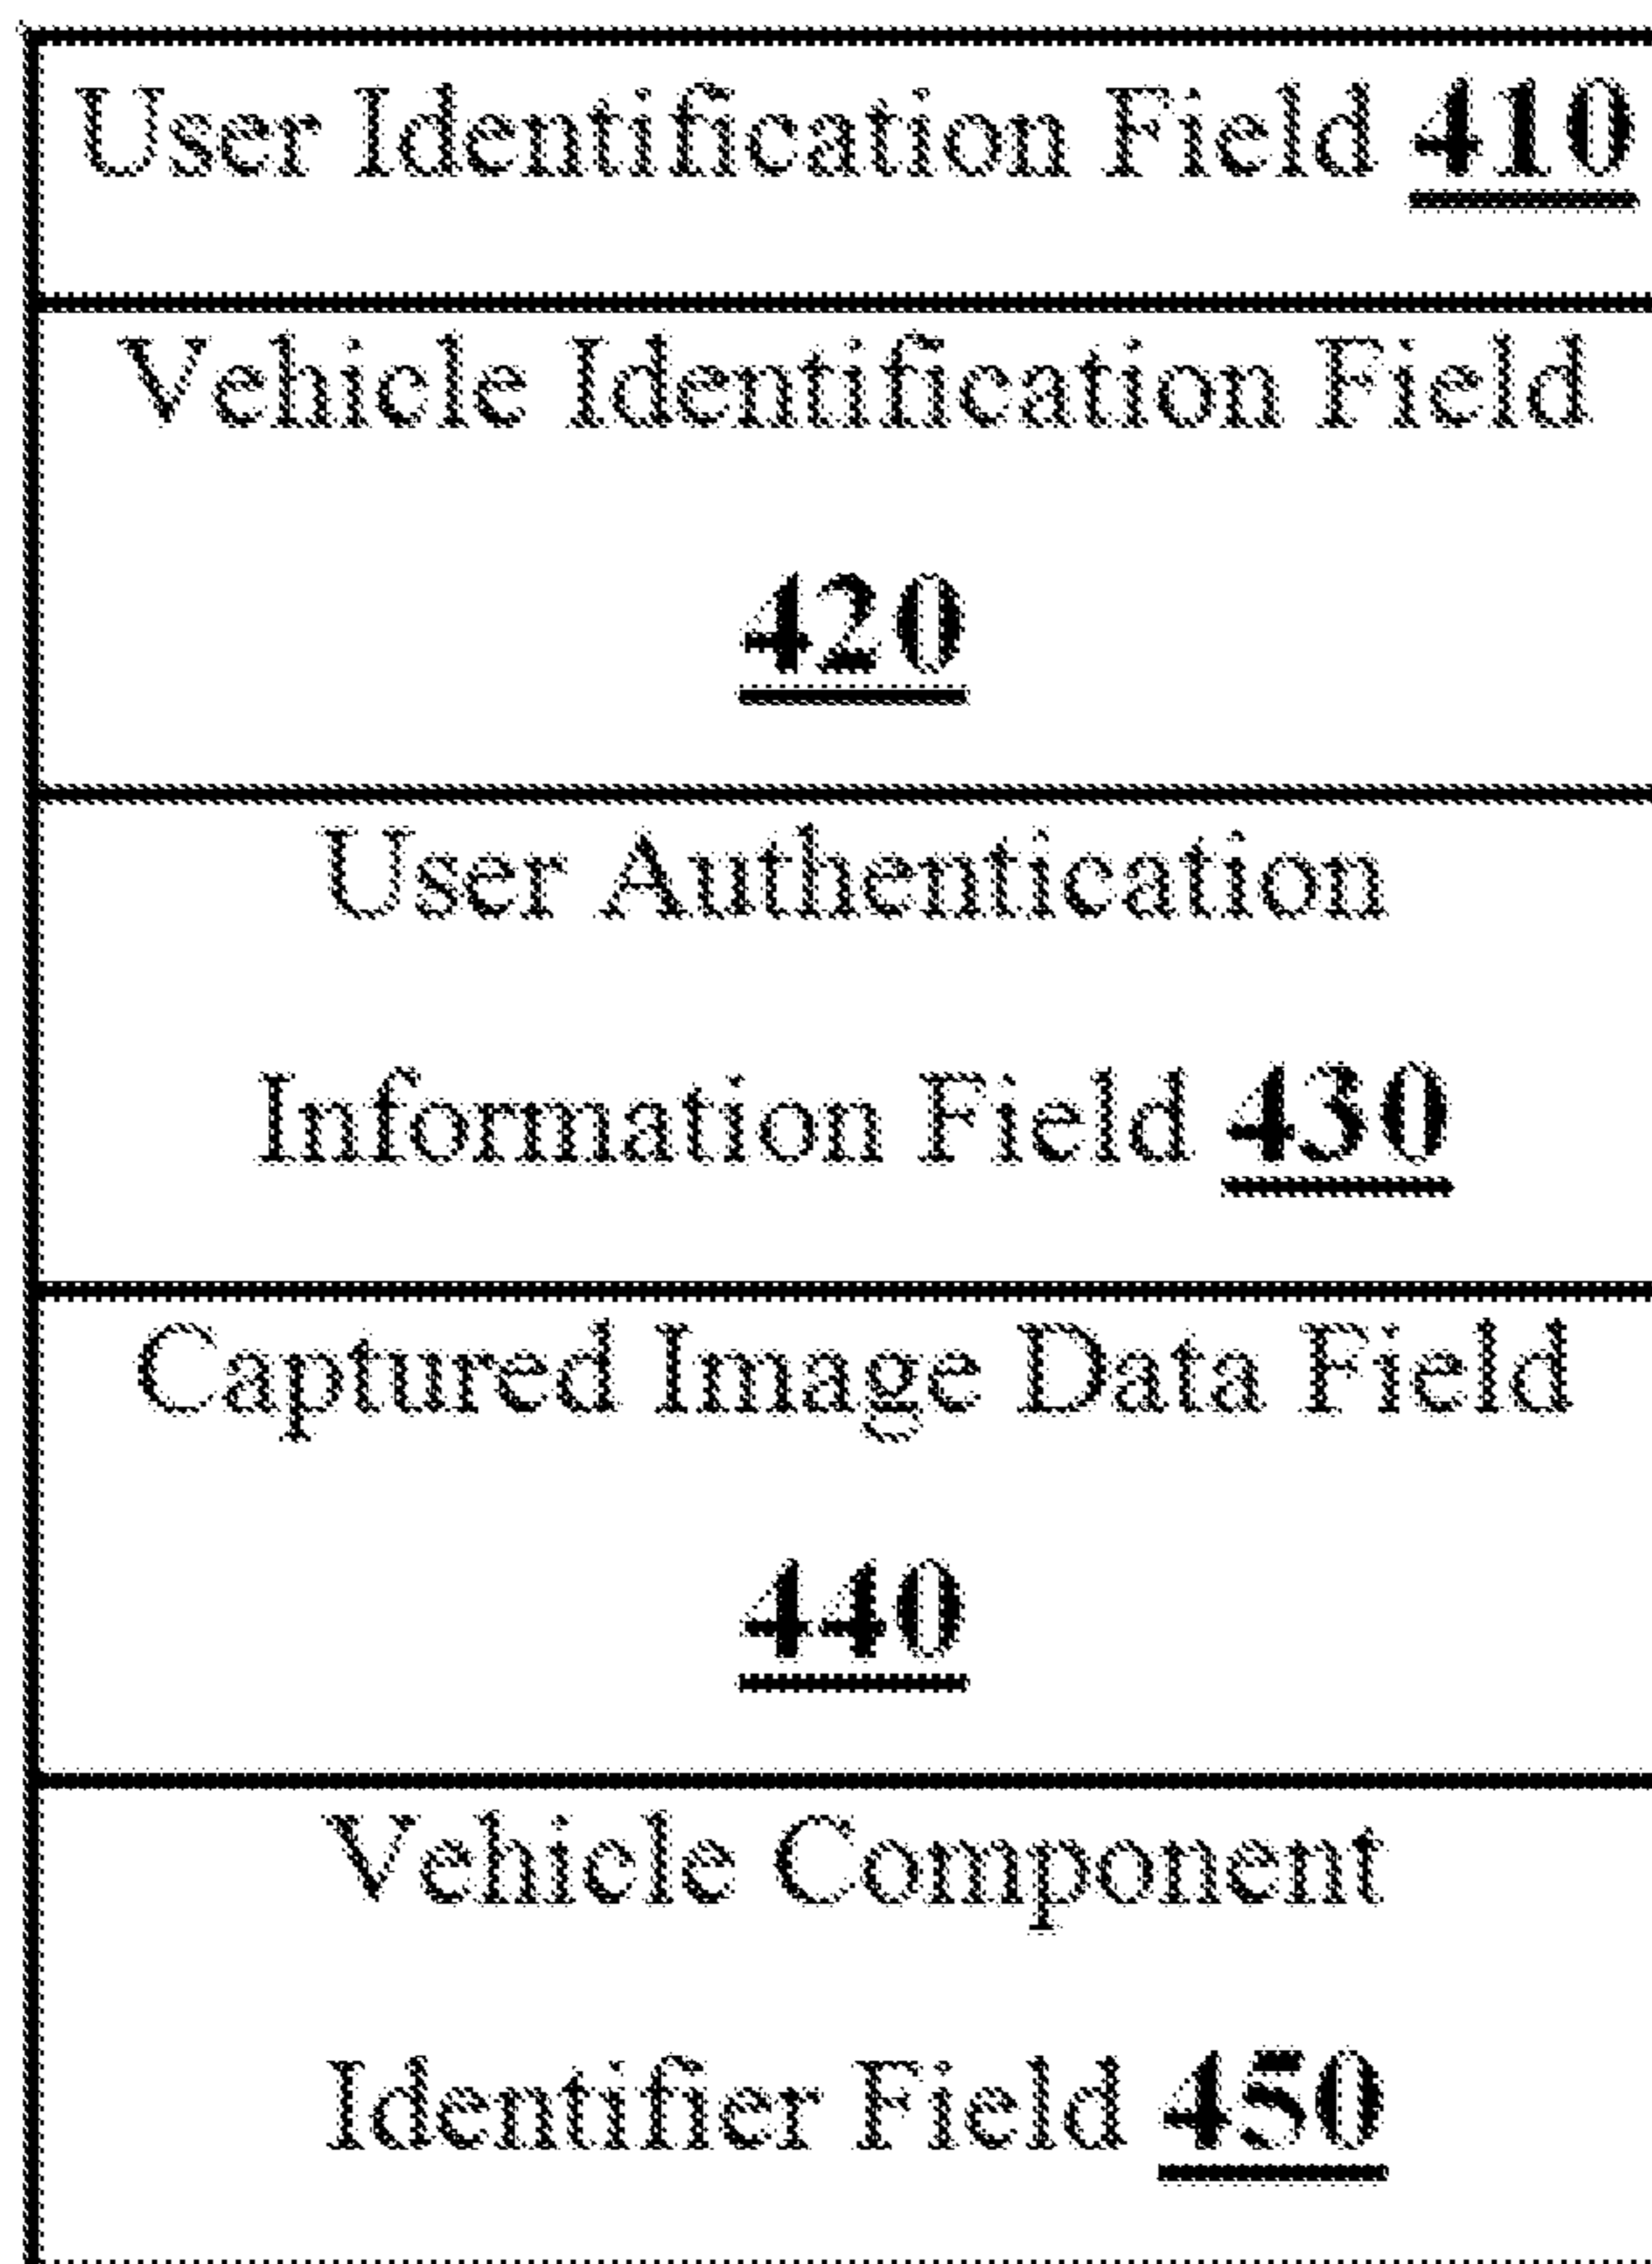 User Identification Field 410
Vehicle Identification Field
420
User Authentication
Information Field 430
Captured Image Data Field
440
Vehicle Component
Identifier Field 450